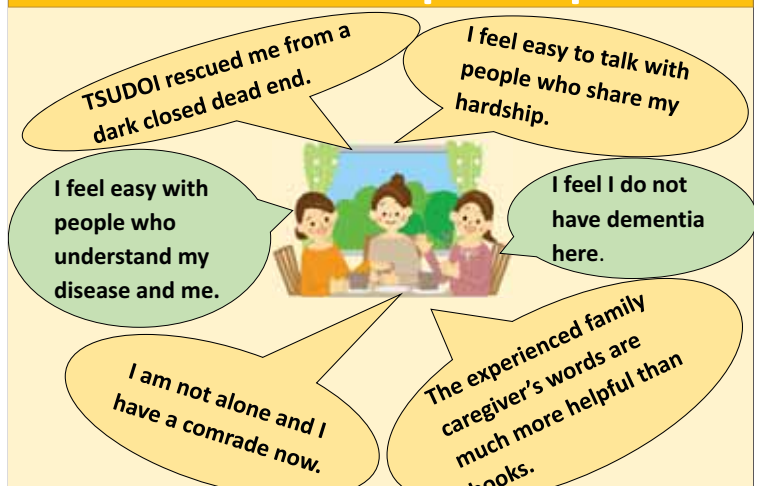 TSUDOI rescued me from a
dark closed dead end.
I feel easy to talk with
people who share my
hardship.
I feel easy with
people who
understand my
disease and me.
I feel I do not
have dementia
here.
I am not alone and I
have a comrade now.
The experienced family
caregiver's words are
much more helpful than
books.